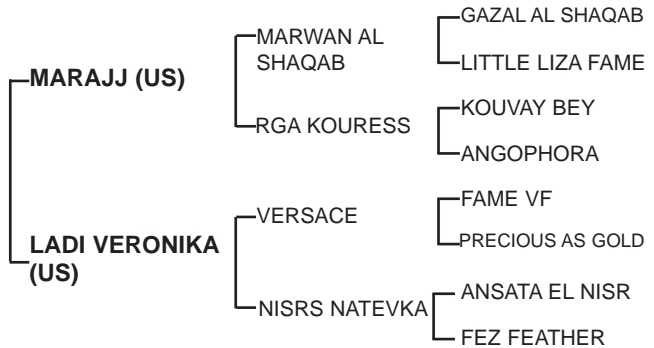 GAZAL AL SHAQAB
MARWAN AL
SHAQAB
LITTLE LIZA FAME
MARAJJ (US)
KOUVAY BEY
RGA KOURESS
ANGOPHORA
FAME VF
VERSACE
PRECIOUS AS GOLD
LADI VERONIKA
(US)
ANSATA EL NISR
NISRS NATEVKA
FEZ FEATHER